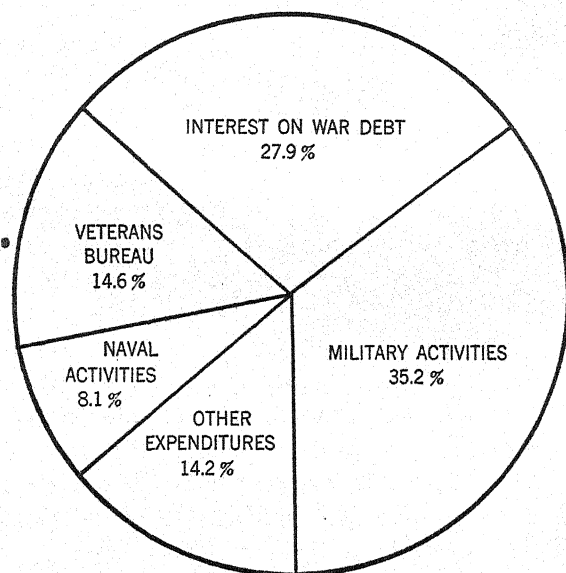 INTEREST ON WAR DEBT
27.9 %
VETERANS
BUREAU
14.6 %
NAVAL
ACTIVITIES
8.1 %
MILITARY ACTIVITIES
35.2 %
OTHER
EXPENDITURES
14.2 %